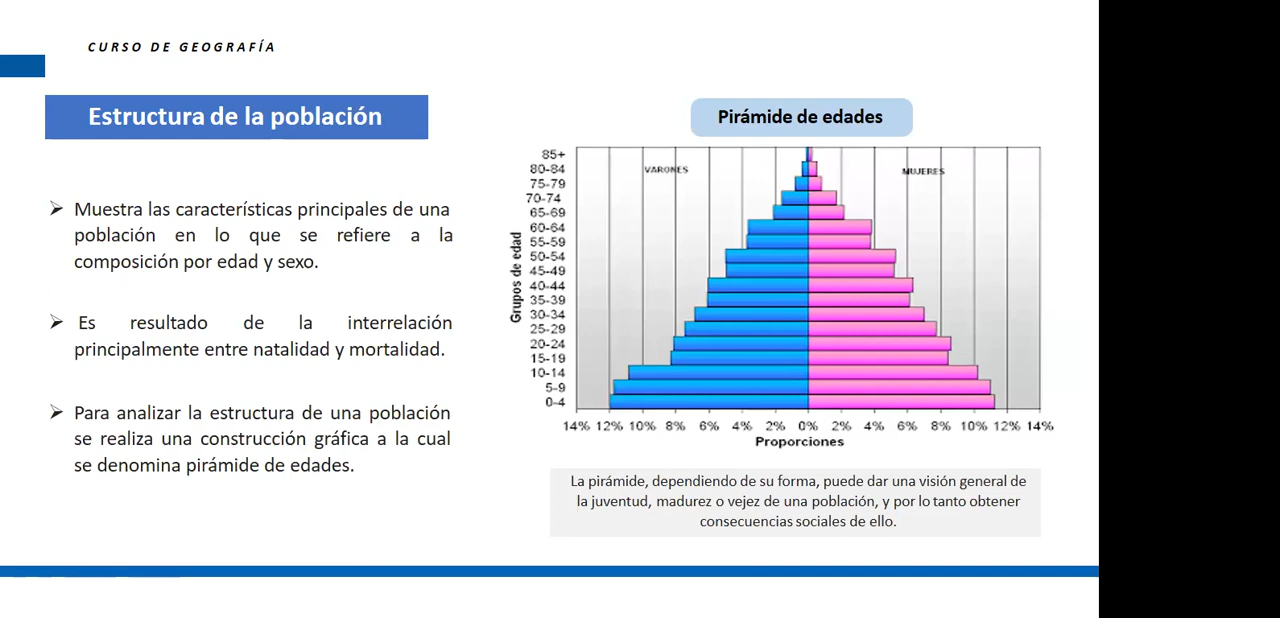 CURSO DE GEOGRAFÍA
Estructura de la población
Muestra las características principales de una
población en lo que se refiere a la
composición por edad y sexo.
Es resultado de la interrelación
principalmente entre natalidad y mortalidad.
Para analizar la estructura de una población
se realiza una construcción gráfica a la cual
se denomina pirámide de edades.
Pirámide de edades
VARONES
MUJERES
Grupos de edad
85+
80-84
75-79
70-74
65-69
60-64
55-59
50-54
45-49
40-44
35-39
30-34
25-29
20-24
15-19
10-14
5-9
0-4
14% 12% 10% 8% 6% 4% 2% 0% 2% 4% 6% 8% 10% 12% 14%
Proporciones
La pirámide, dependiendo de su forma, puede dar una visión general de
la juventud, madurez o vejez de una población, y por lo tanto obtener
consecuencias sociales de ello.